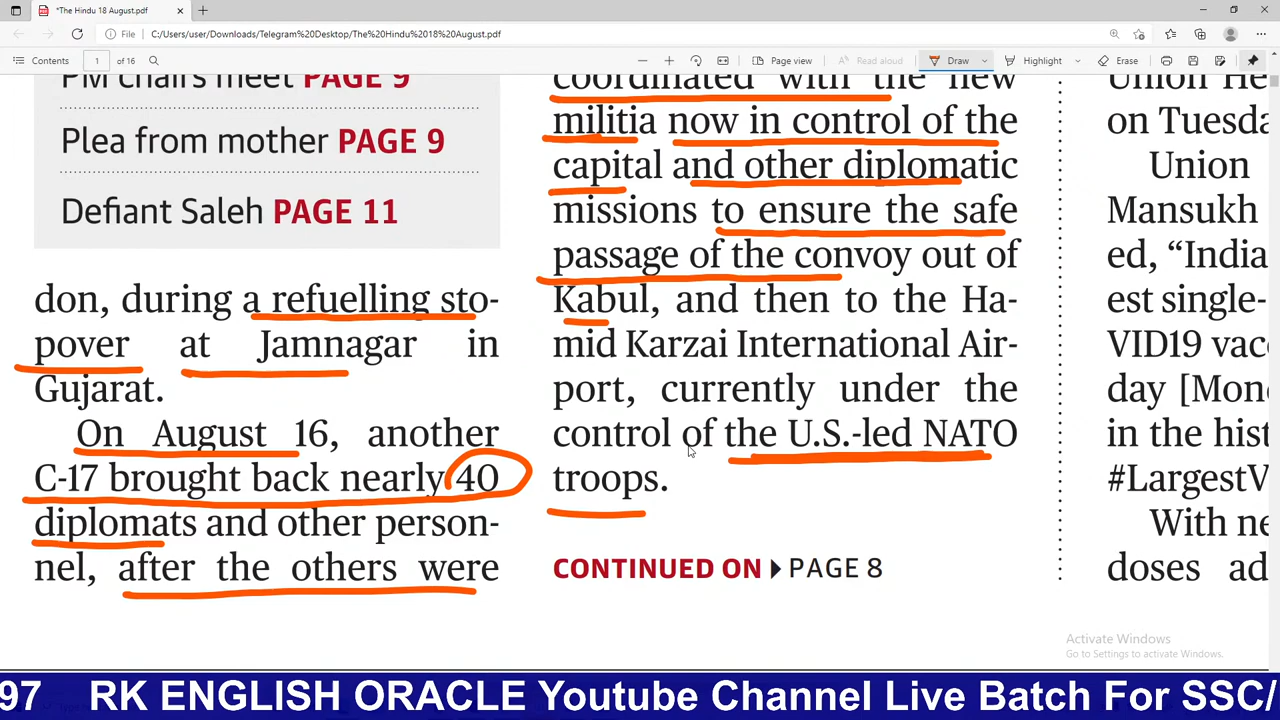 *The Hindu 18 August.pdf
File
C:/Users/user/Downloads/Telegram%20Desktop/The%20Hindu%2018%20August.pdf
Contents
1
of 16
Page view
Read aloud
Draw
Highlight
Erase
PM chairs meet PAGE 9
Plea from mother PAGE 9
Defiant Saleh PAGE 11
don, during a refuelling sto-
pover at Jamnagar in
Gujarat.
On August 16, another
C-17 brought back nearly 40
diplomats and other person-
nel, after the others were
coordinated with the new
militia now in control of the
capital and other diplomatic
missions to ensure the safe
passage of the convoy out of
Kabul, and then to the Ha-
mid Karzai International Air-
port, currently under the
control of the U.S.-led NATO
troops.
CONTINUED ON PAGE 8
Union He
on Tuesda
Union
Mansukh
ed, “India
est single-
VID19 vacc
day [Mon
in the hist
#LargestV
With ne
doses ad
Activate Windows
Go to Settings to activate Windows.
97 RK ENGLISH ORACLE Youtube Channel Live Batch For SSC/